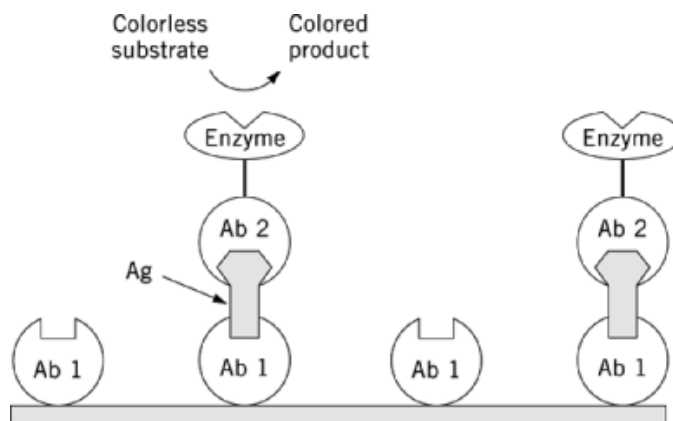 Colorless substrate
Colored product
Enzyme
Enzyme
Ab 2
Ab 2
Ag
Ab 1
Ab 1
Ab 1
Ab 1